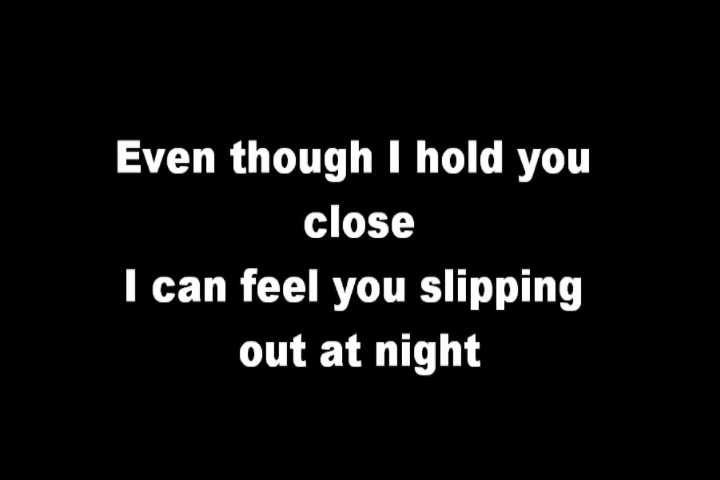 Even though I hold you
close
I can feel you slipping
out at night